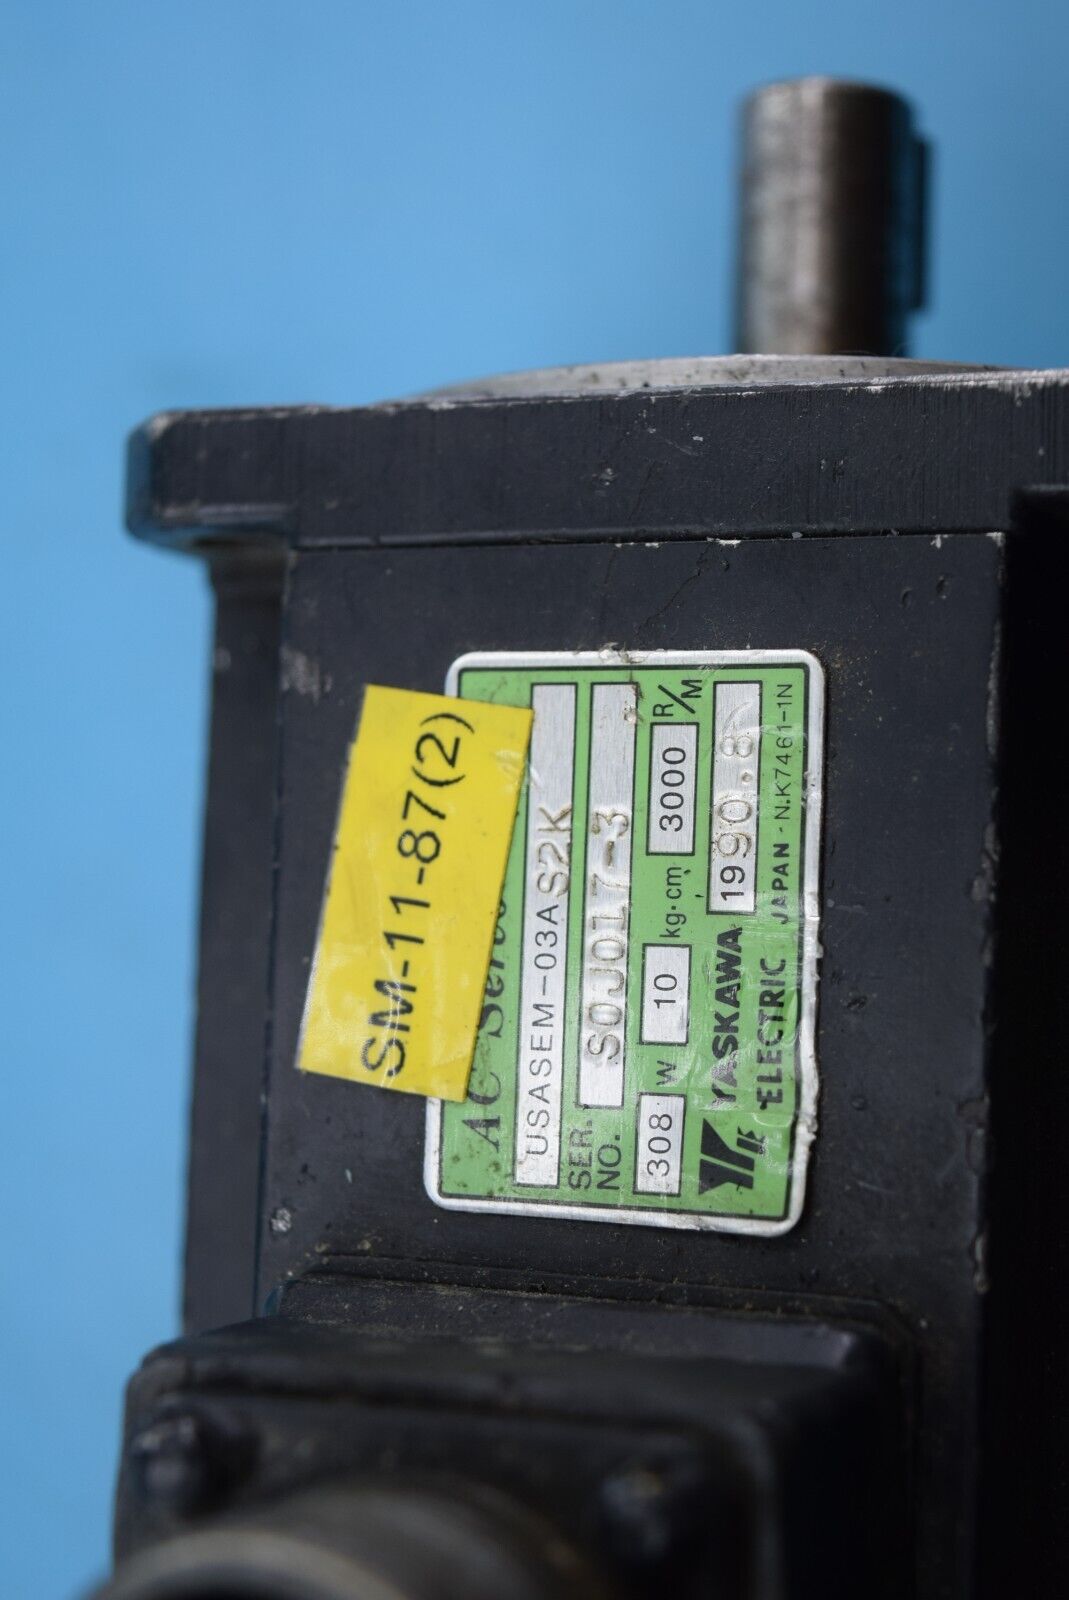 SM-11-87(2)
AC Servo
USASEM-03AS2K
SER. NO. S0J017-3
308 W 10 kg·cm 3000 R/M
YASKAWA 1990.8
ELECTRIC JAPAN - N.K7461-1N